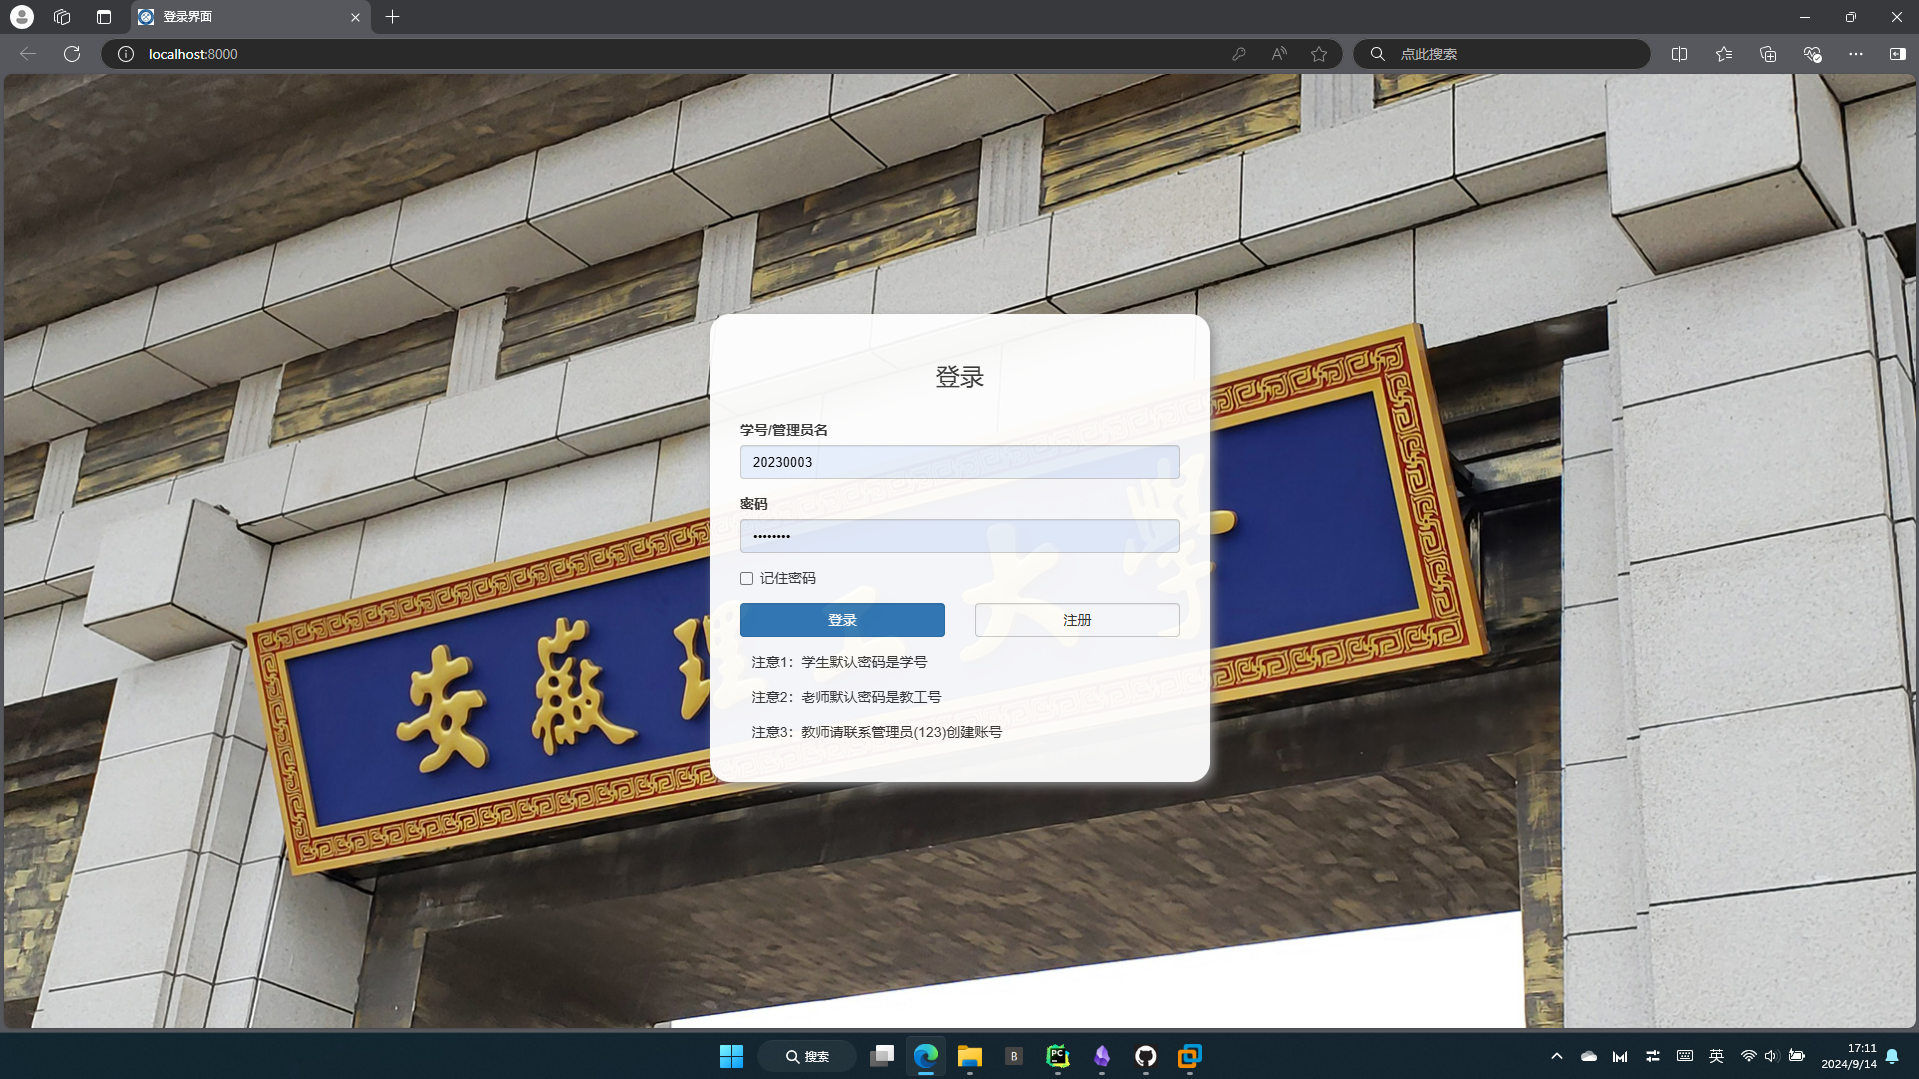 登录界面
localhost:8000
点此搜索
登录
学号/管理员名
20230003
密码
••••••••
记住密码
登录
注册
注意1：学生默认密码是学号
注意2：老师默认密码是教工号
注意3：教师请联系管理员(123)创建账号
安徽理工大学
搜索
B
PC
英
17:11
2024/9/14